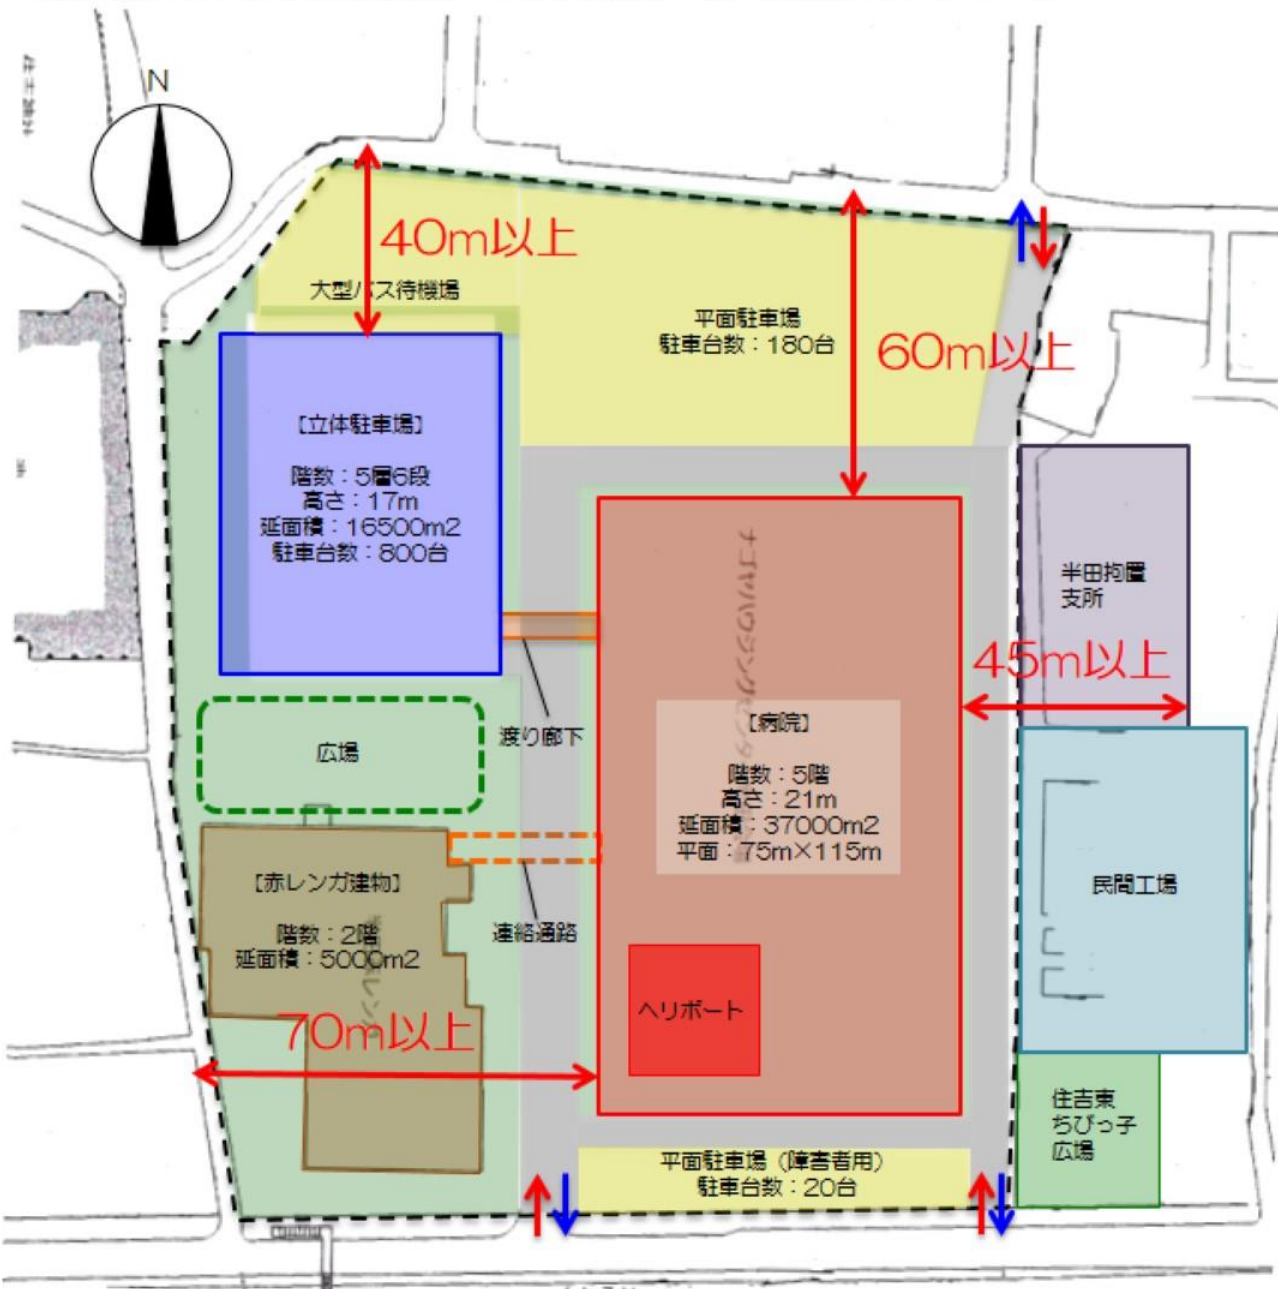 N
40m以上
大型バス待機場
平面駐車場
駐車台数：180台
60m以上
【立体駐車場】
階数：5層6段
高さ：17m
延面積：16500m2
駐車台数：800台
半田拘置
支所
45m以上
渡り廊下
広場
【病院】
階数：5階
高さ：21m
延面積：37000m2
平面：75m×115m
【赤レンガ建物】
階数：2階
延面積：5000m2
連絡通路
民間工場
ヘリポート
70m以上
住吉東
ちびっ子
広場
平面駐車場（障害者用）
駐車台数：20台